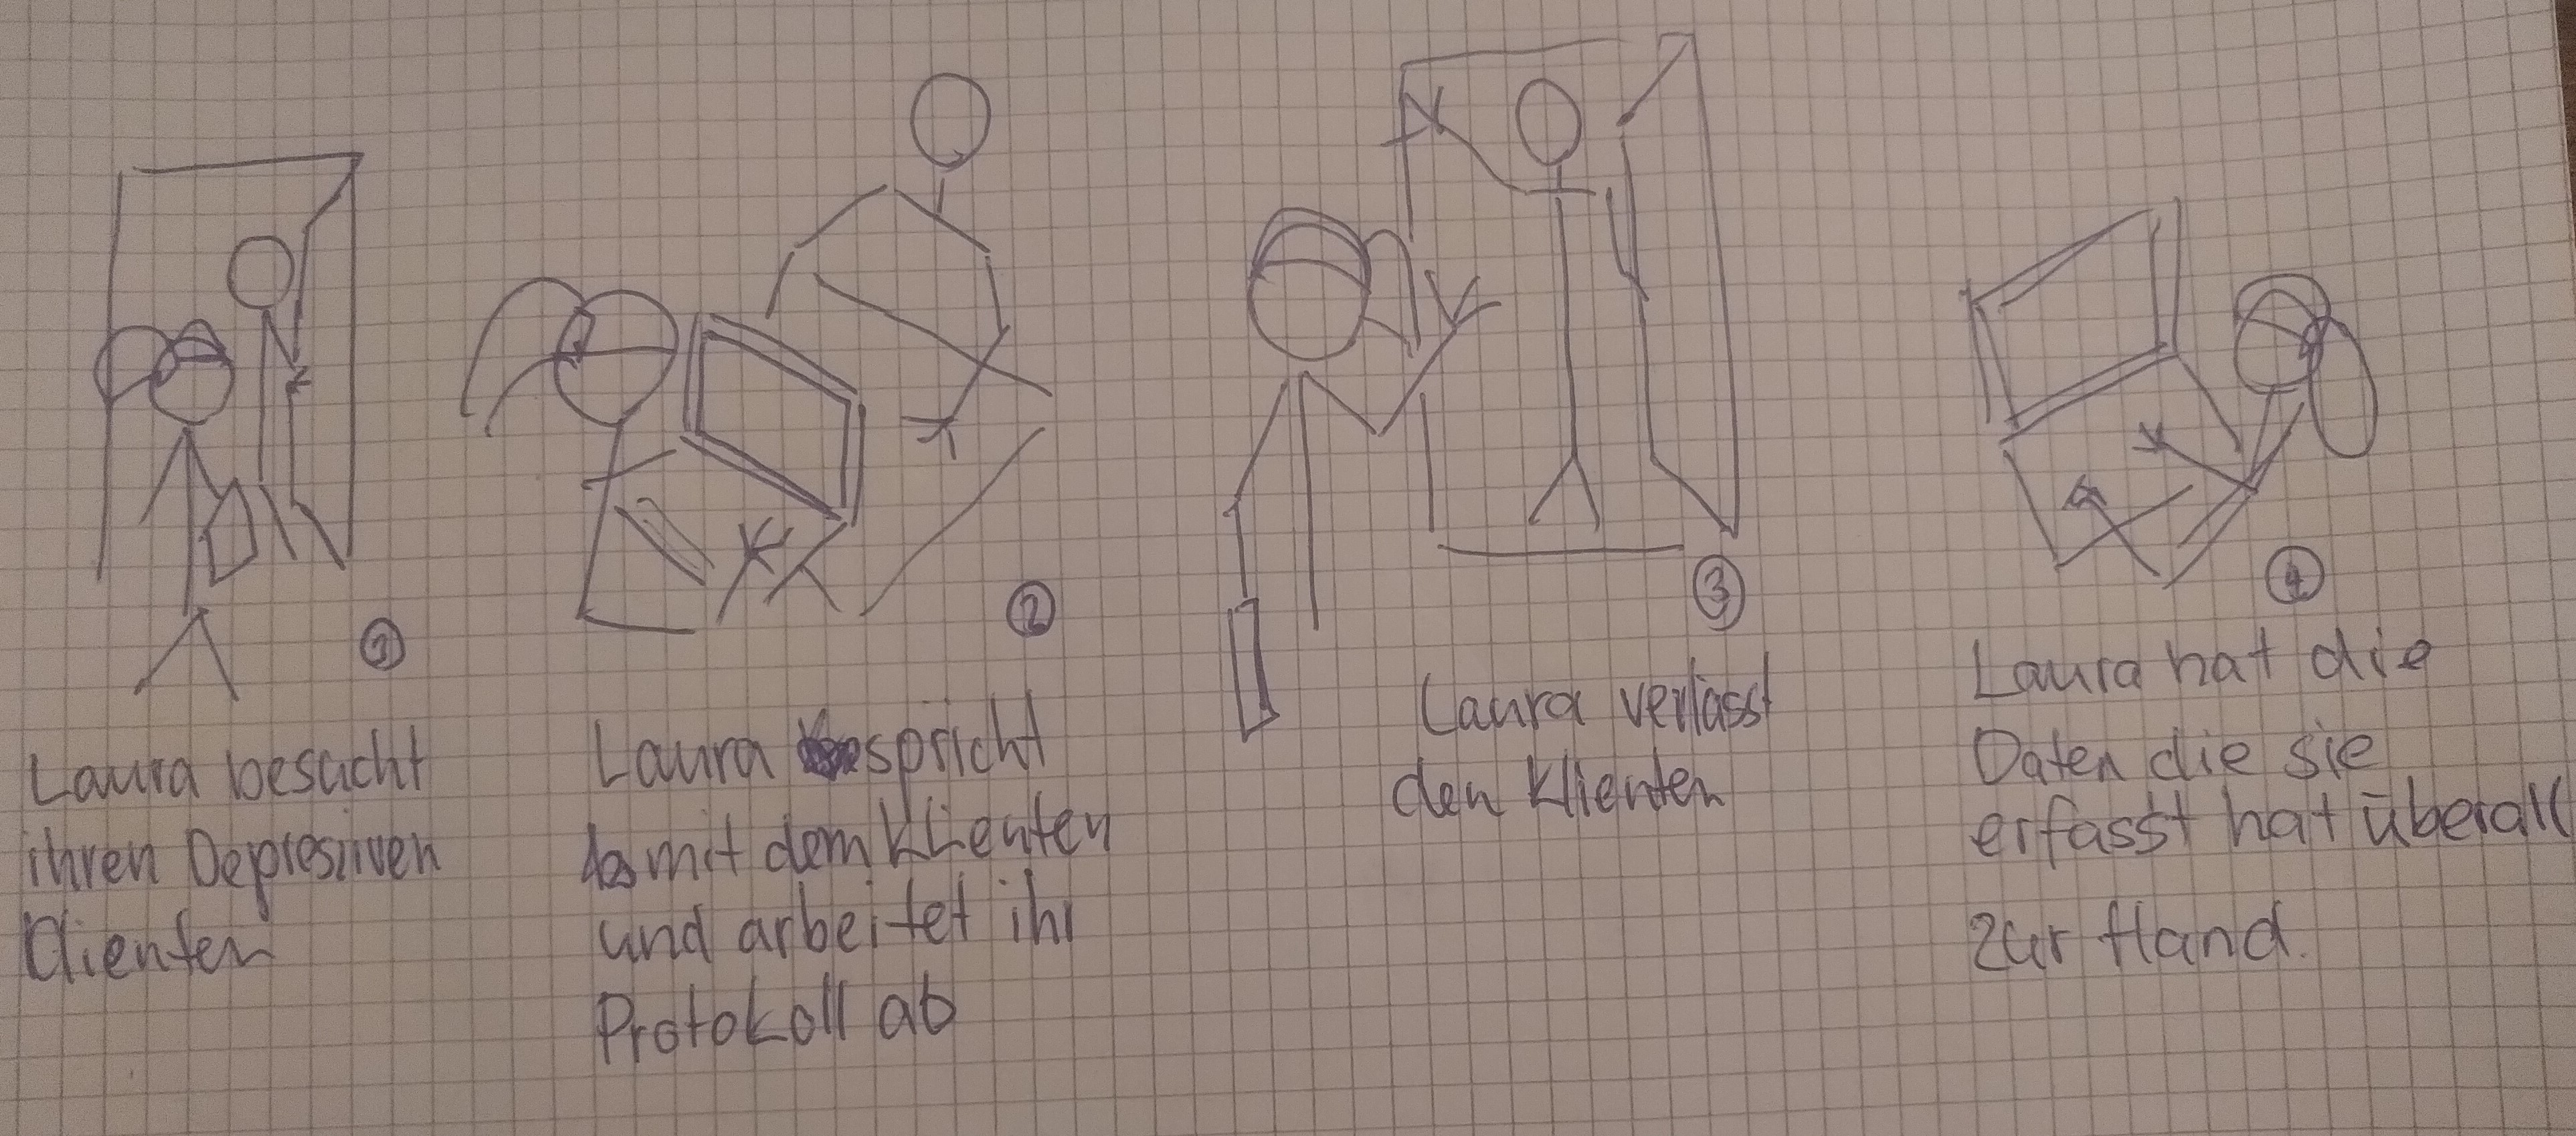 1
Laura besucht
ihren Depressiven
Clienten
2
Laura spricht
mit dem Klienten
und arbeitet ihr
Protokoll ab
3
Laura verlässt
den Klienten
4
Laura hat die
Daten die sie
erfasst hat überall
zur Hand.